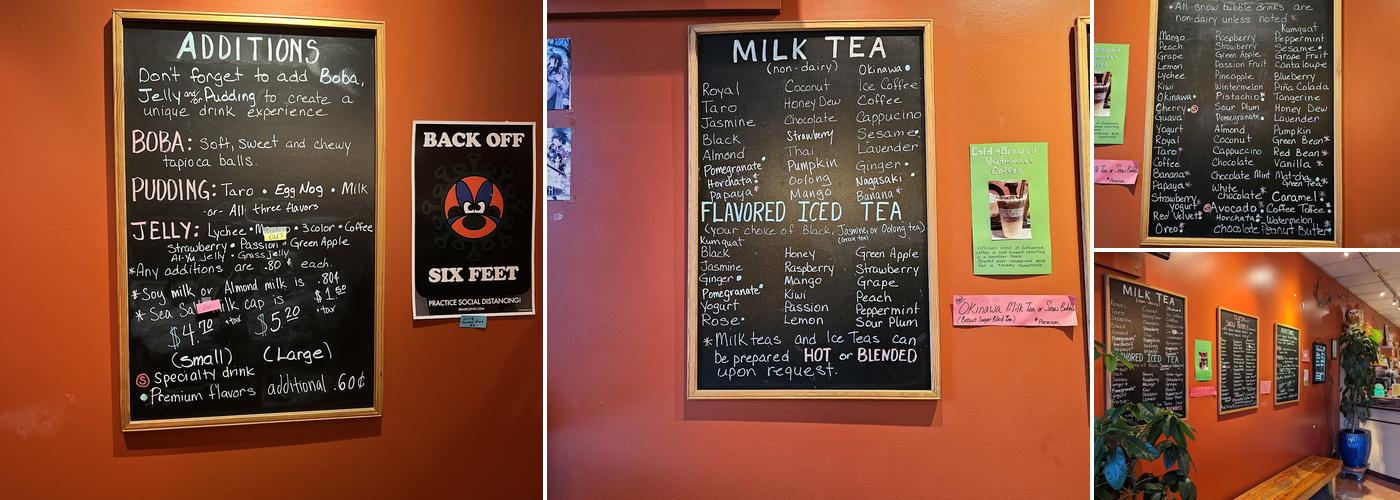 ADDITIONS
Don't forget to add Boba,
Jelly and/or Pudding to create a
unique drink experience
BOBA: Soft, sweet and chewy
tapioca balls.
PUDDING: Taro • Egg Nog • Milk
-or- All three flavors
JELLY: Lychee • • 3 color • Coffee
OUT
Strawberry • Passion • Green Apple
Ai-Yu Jelly • Grass Jelly
*Any additions are .80¢ each.
*Soy milk or Almond milk is .80¢
*Sea Salt Milk cap is $1.50
$4.70 +tax $5.20 +tax
(small) (Large)
Ⓢ Specialty drink
• Premium flavors additional .60¢
BACK OFF
SIX FEET
PRACTICE SOCIAL DISTANCING!
MILK TEA
(non-dairy)
Okinawa•
Royal Coconut Ice Coffee
Taro Honey Dew Coffee
Jasmine Chocolate Cappucino
Black Strawberry Sesame•
Almond Thai Lavender
Pomegranate• Pumpkin Ginger•
Horchata Oolong Nagasaki•
Papaya* Mango Banana*
FLAVORED ICED TEA
(your choice of Black, Jasmine, or Oolong tea)
(Green tea)
Kumquat
Black Honey Green Apple
Jasmine Raspberry Strawberry
Ginger• Mango Grape
Pomegranate• Kiwi Peach
Yogurt Passion Peppermint
Rose• Lemon Sour Plum
*Milk teas and Ice Teas can
be prepared HOT or BLENDED
upon request.
Cold-Brewed
Vietnamese
Coffee
Okinawa Milk Tea or Snow Bubble
(Brown Sugar Black Tea) *Premium
*All snow bubble drinks are
non-dairy unless noted*
Kumquat
Mango Raspberry Peppermint
Peach Strawberry Sesame•
Grape Green Apple Grape Fruit
Lemon Passion Fruit Cantaloupe
Lychee Pineapple Blueberry
Kiwi Wintermelon Piña Colada
Okinawa• Pistachio Tangerine
Cherry•Ⓢ Sour Plum Honey Dew
Guava Pomegranate• Lavender
Yogurt Almond Pumpkin
Royal Coconut Green Bean*
Taro* Cappuccino Red Bean*
Coffee Chocolate Vanilla *
Banana* Chocolate Mint Matcha
Green Tea*
Papaya* White
chocolate Caramel
Strawberry
yogurt ⓈAvocado Coffee Toffee
Red Velvet Horchata Watermelon
Oreo chocolate Peanut Butter
MILK TEA
FLAVORED ICED TEA